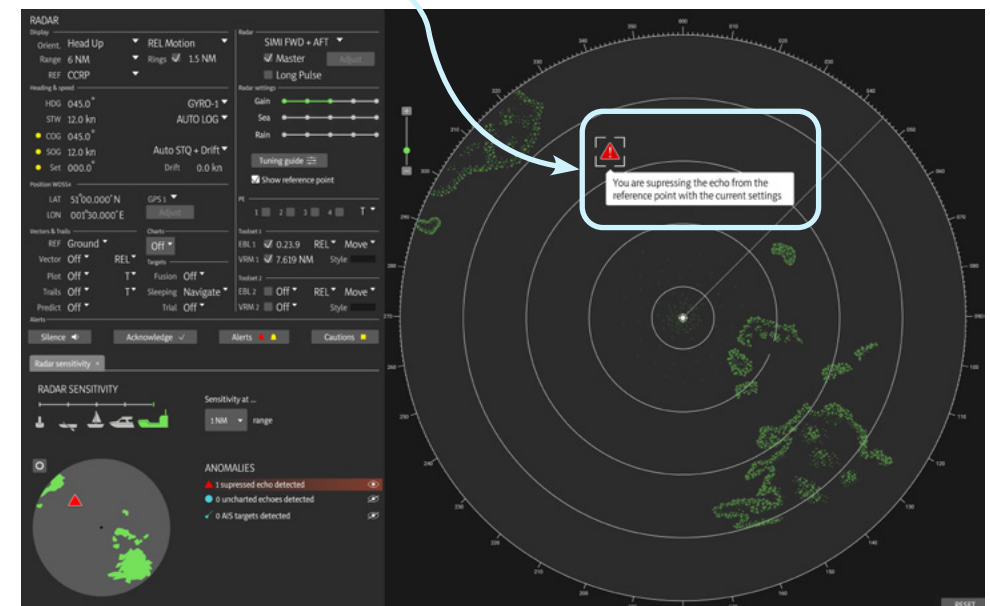 RADAR
Display
Radar
Orient. Head Up REL Motion
SIMI FWD + AFT
Range 6 NM Rings 1.5 NM
Master Adjust
REF CCRP
Long Pulse
Heading & speed
Radar settings
HDG 045.0° GYRO-1
Gain
STW 12.0 kn AUTO LOG
Sea
COG 045.0°
Rain
SOG 12.0 kn Auto STQ + Drift
Set 000.0° Drift 0.0 kn
Tuning guide
Show reference point
LAT 51°00.000'N GPS 1
PE
LON 001°30.000'E Adjust
1 2 3 4 T
Vectors & Trails Charts
Toolset 1
REF Ground Off
EBL 1 0.23.9 REL Move
Vector Off REL Targets
VRM 1 7.619 NM Style
Plot Off T Fusion Off
Toolset 2
Trails Off T Sleeping Navigate
EBL 2 Off REL Move
Predict Off Trial Off
VRM 2 Off Style
Alerts
Silence Acknowledge Alerts Cautions
Radar sensitivity
RADAR SENSITIVITY
Sensitivity at ...
1 NM range
ANOMALIES
1 supressed echo detected
0 uncharted echoes detected
0 AIS targets detected
You are supressing the echo from the
reference point with the current settings
RESET